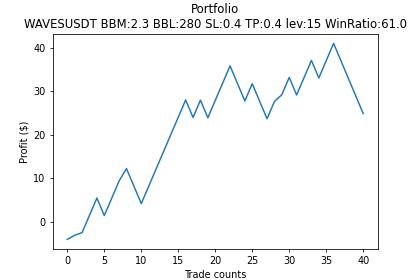 Portfolio
WAVESUSDT BBM:2.3 BBL:280 SL:0.4 TP:0.4 lev:15 WinRatio:61.0
40
30
20
10
0
Profit ($)
0 5 10 15 20 25 30 35 40
Trade counts